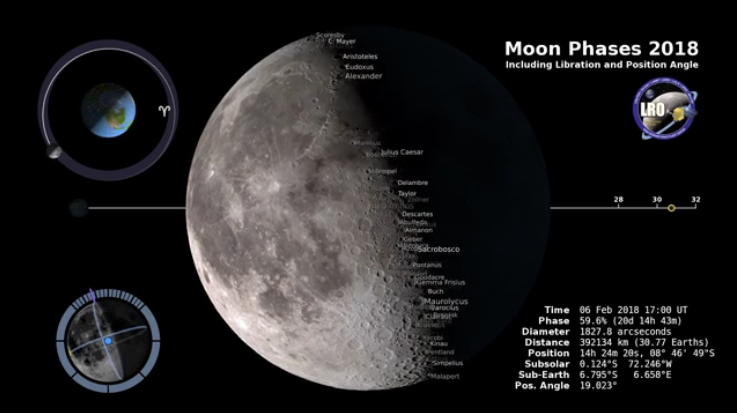 Moon Phases 2018
Including Libration and Position Angle
LRO
Scoresby
C. Mayer
Aristoteles
Eudoxus
Alexander
Julius Caesar
Delambre
Taylor
Descartes
Abulfeda
Almanon
Geber
Sacrobosco
Pontanus
Gemma Frisius
Buch
Maurolycus
Barocius
Kinau
Pentland
Simpelius
Malapert
28 30 32
Time 06 Feb 2018 17:00 UT
Phase 59.6% (20d 14h 43m)
Diameter 1827.8 arcseconds
Distance 392134 km (30.77 Earths)
Position 14h 24m 20s, 08° 46' 49"S
Subsolar 0.124°S 72.246°W
Sub-Earth 6.795°S 6.658°E
Pos. Angle 19.023°